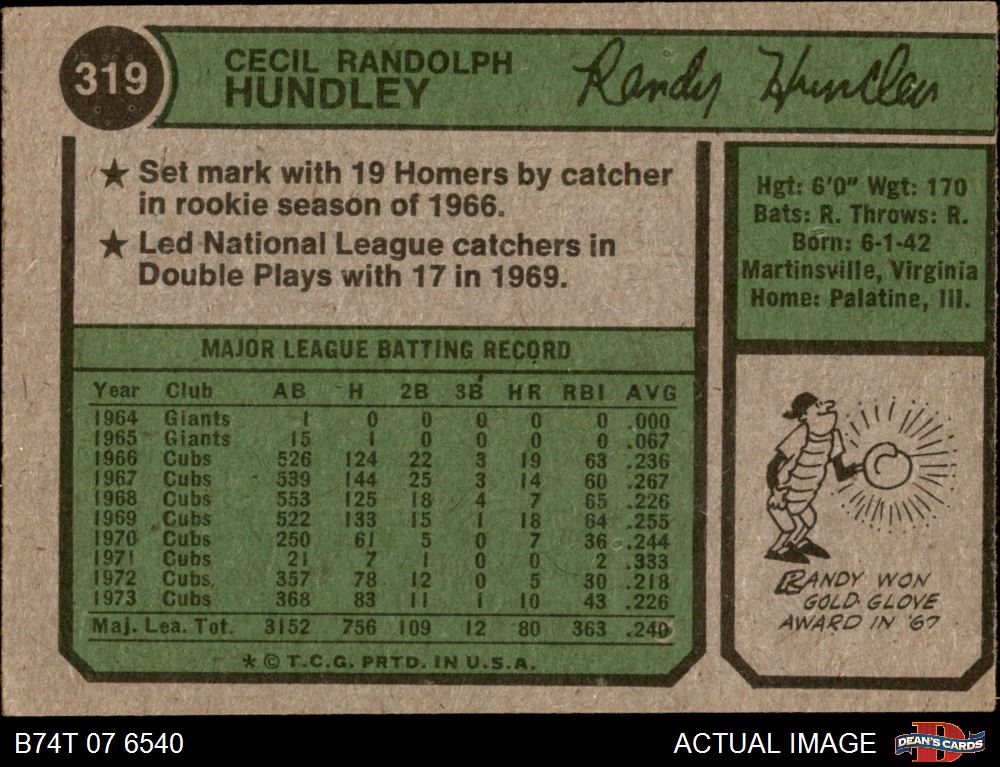 319
CECIL RANDOLPH
HUNDLEY
Randy Hundley
★ Set mark with 19 Homers by catcher
in rookie season of 1966.
★ Led National League catchers in
Double Plays with 17 in 1969.
Hgt: 6'0" Wgt: 170
Bats: R. Throws: R.
Born: 6-1-42
Martinsville, Virginia
Home: Palatine, Ill.
MAJOR LEAGUE BATTING RECORD
Year Club AB H 2B 3B HR RBI AVG
1964 Giants 1 0 0 0 0 0 .000
1965 Giants 15 1 0 0 0 0 .067
1966 Cubs 526 124 22 3 19 63 .236
1967 Cubs 539 144 25 3 14 60 .267
1968 Cubs 553 125 18 4 7 65 .226
1969 Cubs 522 133 15 1 18 64 .255
1970 Cubs 250 61 5 0 7 36 .244
1971 Cubs 21 7 1 0 0 2 .333
1972 Cubs 357 78 12 0 5 30 .218
1973 Cubs 368 83 11 1 10 43 .226
Maj. Lea. Tot. 3152 756 109 12 80 363 .240
* © T.C.G. PRTD. IN U.S.A.
RANDY WON
GOLD GLOVE
AWARD IN '67
B74T 07 6540
ACTUAL IMAGE
DEAN'S CARDS